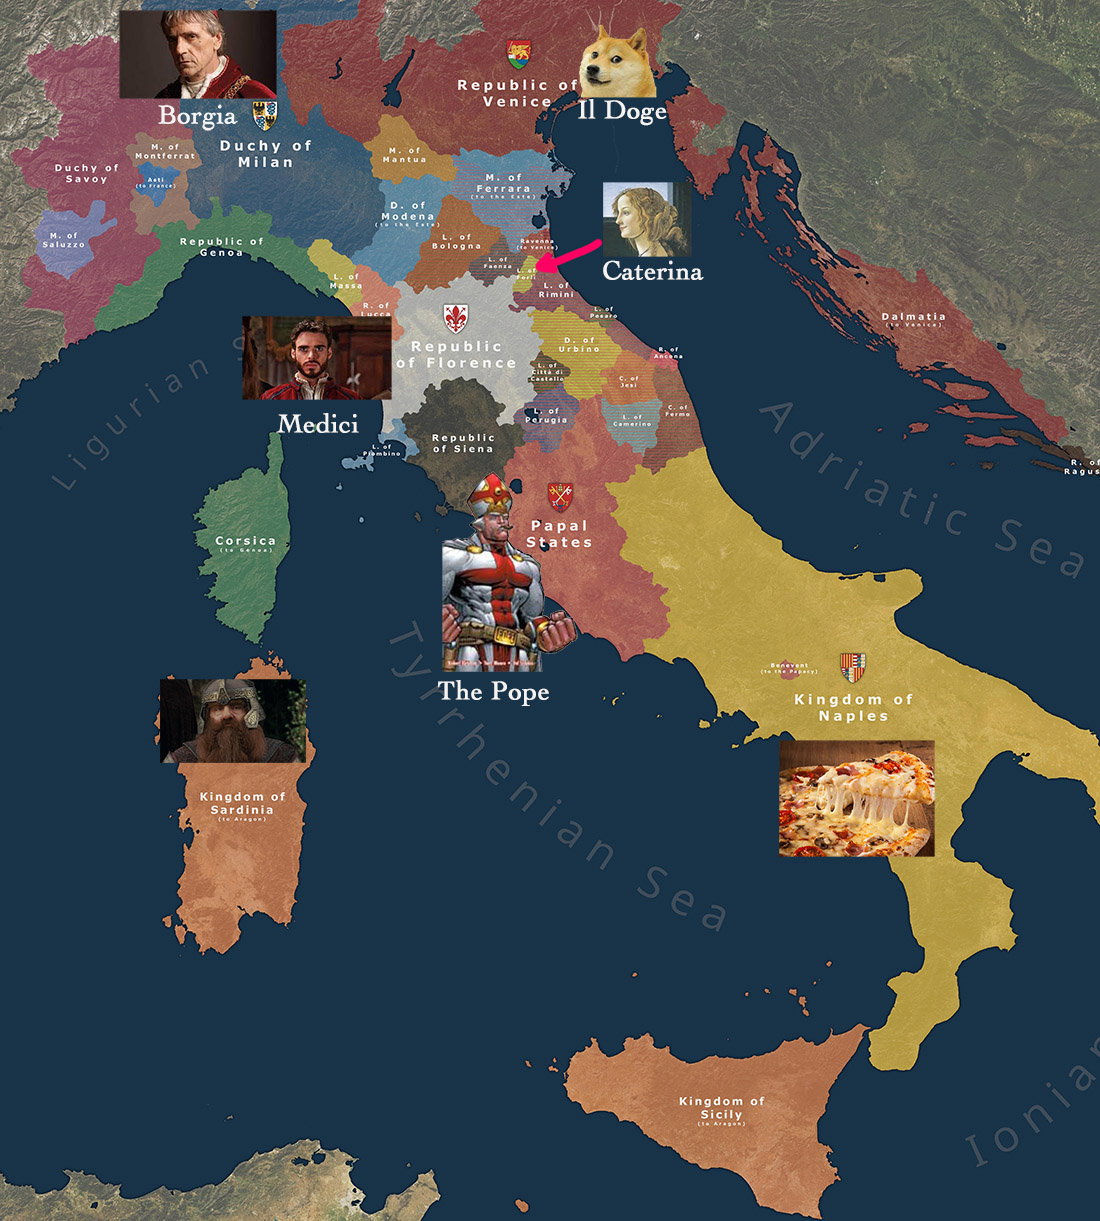 Borgia
Republic of
Venice
Il Doge
Duchy of
Milan
M. of
Montferrat
M. of
Mantua
Duchy of
Savoy
Asti
(to France)
M. of
Ferrara
(to the Este)
D. of
Modena
(to the Este)
M. of
Saluzzo
Republic of
Genoa
L. of
Bologna
Ravenna
(to Venice)
L. of
Faenza
L. of
Forlì
Caterina
L. of
Massa
L. of
Rimini
R. of
Lucca
L. of
Pesaro
Dalmatia
(to Venice)
Ligurian S
Republic
of Florence
D. of
Urbino
R. of
Ancona
L. of
Città di
Castello
C. of
Jesi
Medici
L. of
Perugia
L. of
Camerino
C. of
Fermo
Adriatic Sea
Republic
of Siena
L. of
Piombino
R. of
Ragus
Papal
States
Corsica
(to Genoa)
Tyrrhenian Sea
The Pope
Benevent
(to the Papacy)
Kingdom of
Naples
Kingdom of
Sardinia
(to Aragon)
Kingdom of
Sicily
(to Aragon)
Ionia